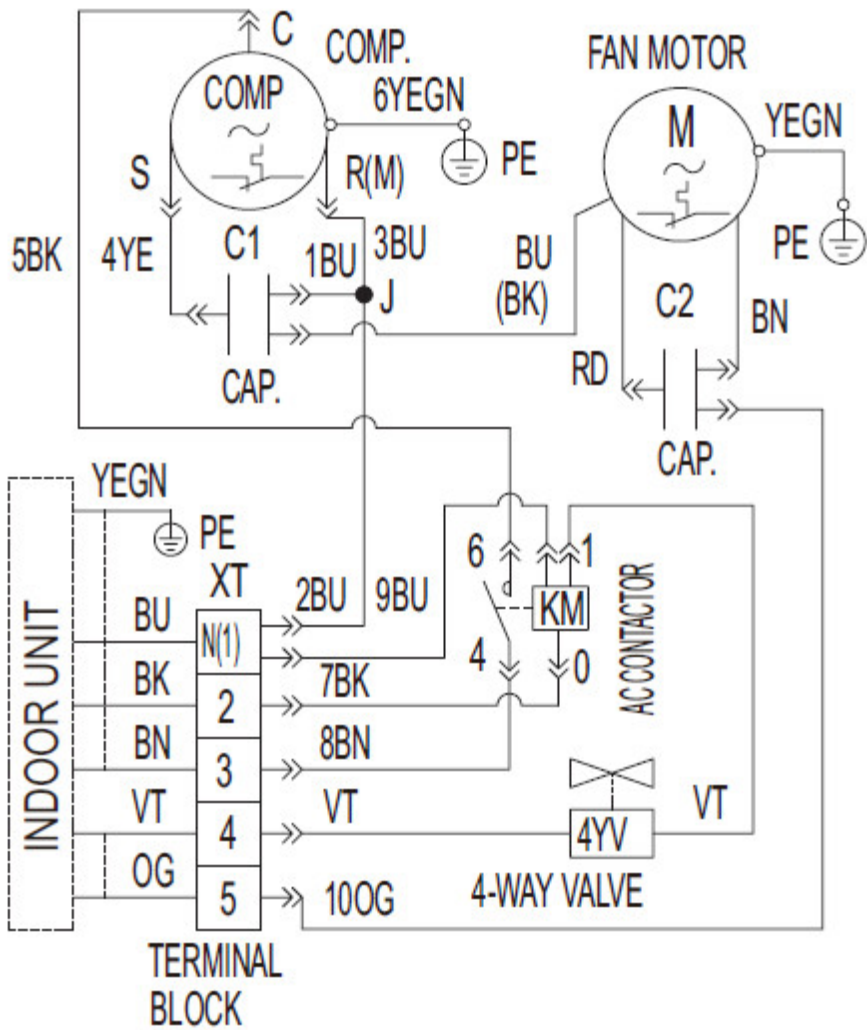 C
COMP.
FAN MOTOR
COMP
6YEGN
PE
S
R(M)
M
YEGN
PE
5BK
4YE
C1
1BU
3BU
J
BU
(BK)
C2
BN
CAP.
RD
CAP.
YEGN
PE
XT
2BU
9BU
6
1
KM
4
0
AC CONTACTOR
INDOOR UNIT
BU
N(1)
BK
2
7BK
BN
3
8BN
VT
4
VT
4YV
VT
OG
5
10OG
4-WAY VALVE
TERMINAL
BLOCK